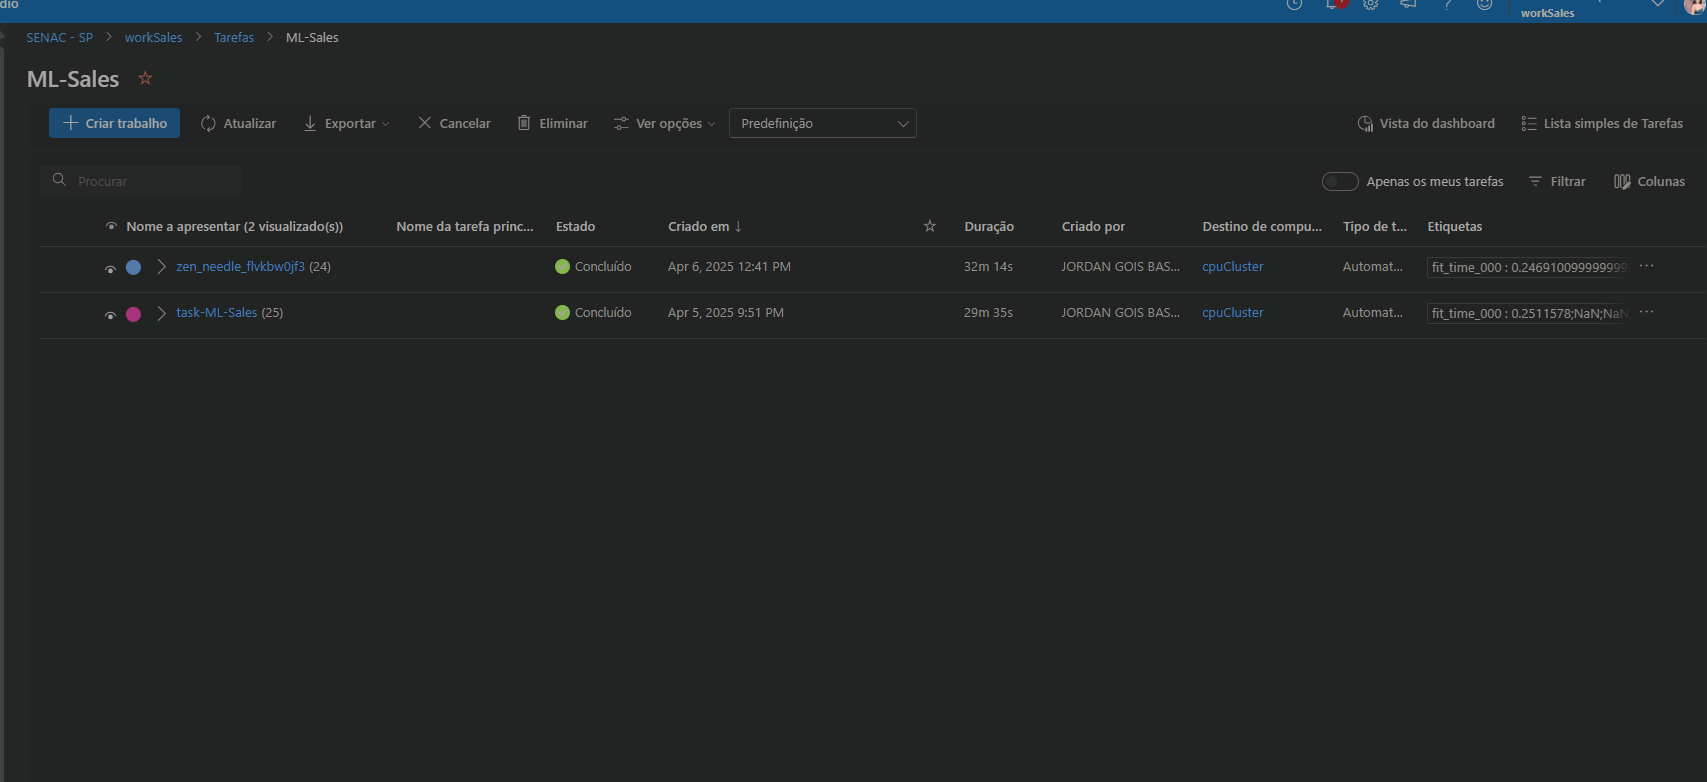 dio
workSales
SENAC - SP > workSales > Tarefas > ML-Sales
ML-Sales
Criar trabalho Atualizar Exportar Cancelar Eliminar Ver opções Predefinição Vista do dashboard Lista simples de Tarefas
Procurar Apenas os meus tarefas Filtrar Colunas
Nome a apresentar (2 visualizado(s)) Nome da tarefa princ... Estado Criado em ↓ Duração Criado por Destino de compu... Tipo de t... Etiquetas
zen_needle_flvkbw0jf3 (24) Concluído Apr 6, 2025 12:41 PM 32m 14s JORDAN GOIS BAS... cpuCluster Automat... fit_time_000 : 0.246910099999999 ...
task-ML-Sales (25) Concluído Apr 5, 2025 9:51 PM 29m 35s JORDAN GOIS BAS... cpuCluster Automat... fit_time_000 : 0.2511578;NaN;NaN; ...